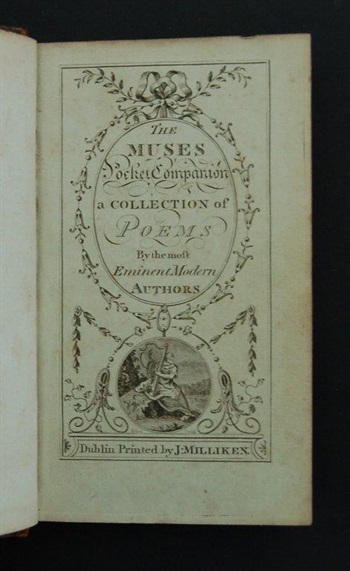 The
MUSES
Pocket Companion
a COLLECTION of
POEMS
By the moſt
Eminent Modern
AUTHORS
Dublin Printed by J: MILLIKEN.